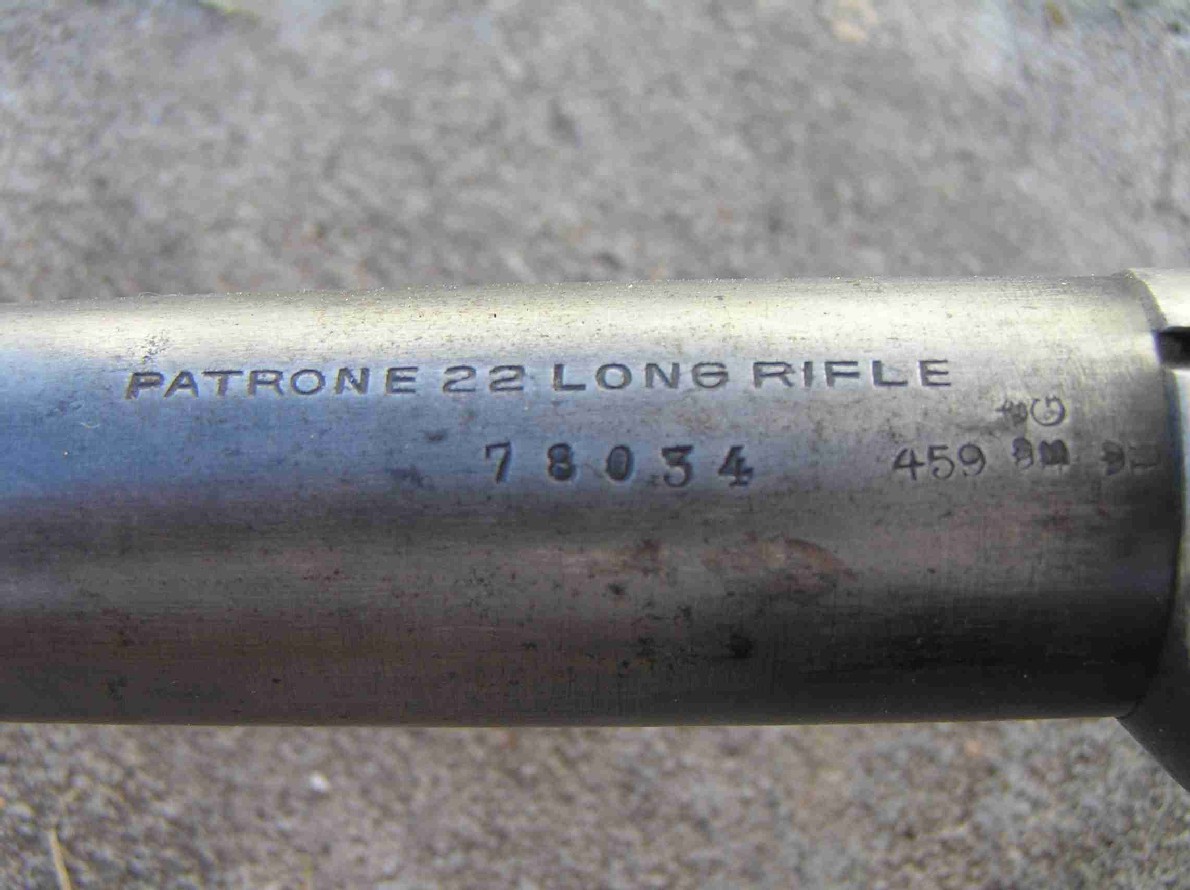 PATRONE 22 LONG RIFLE
G
78034 459